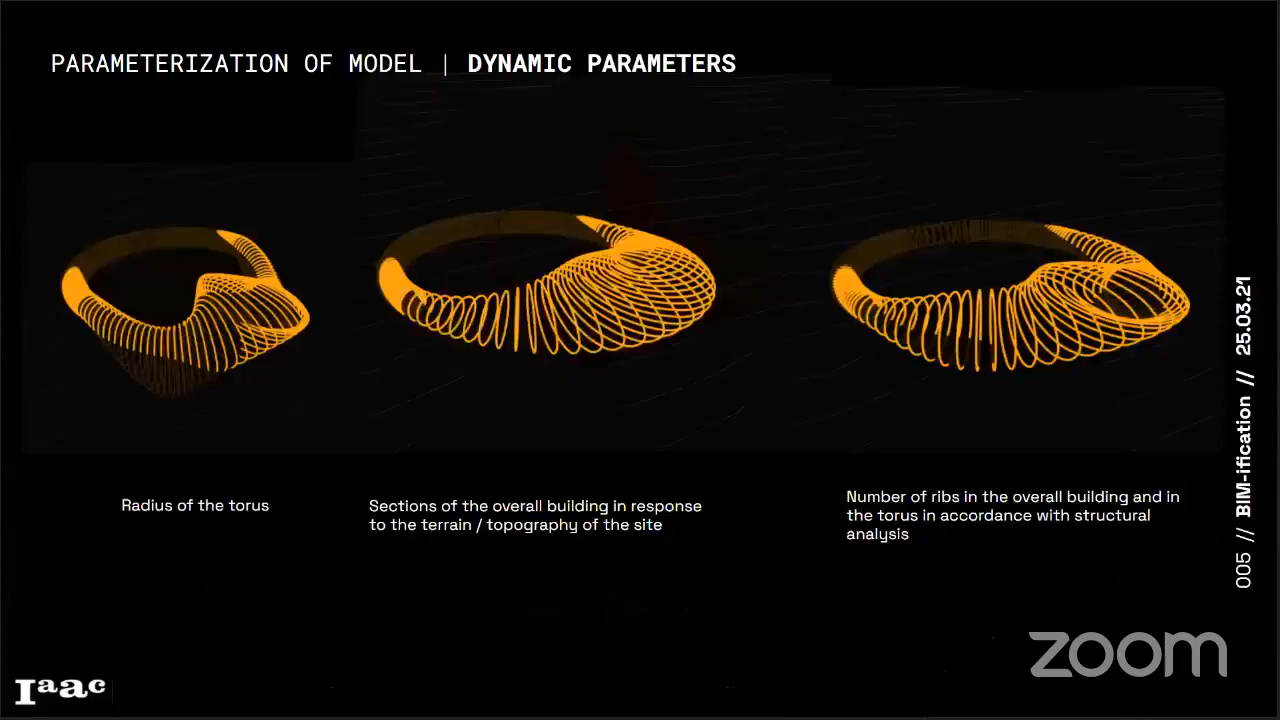 PARAMETERIZATION OF MODEL | DYNAMIC PARAMETERS
Radius of the torus
Sections of the overall building in response
to the terrain / topography of the site
Number of ribs in the overall building and in
the torus in accordance with structural
analysis
005 // BIM-ification // 25.03.21
zoom
Iaac